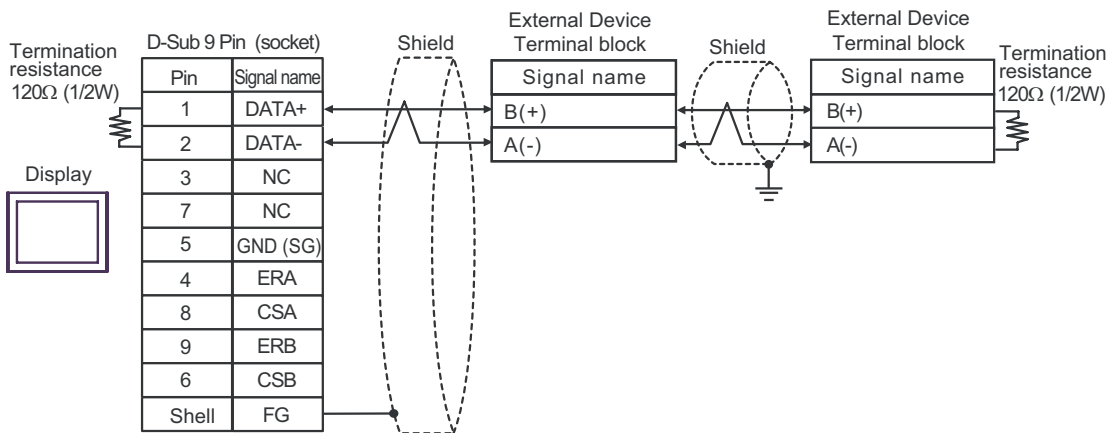 Termination
resistance
120Ω (1/2W)
Display
D-Sub 9 Pin (socket)
Pin Signal name
1 DATA+
2 DATA-
3 NC
7 NC
5 GND (SG)
4 ERA
8 CSA
9 ERB
6 CSB
Shell FG
Shield
External Device
Terminal block
Signal name
B(+)
A(-)
Shield
External Device
Terminal block
Signal name
B(+)
A(-)
Termination
resistance
120Ω (1/2W)